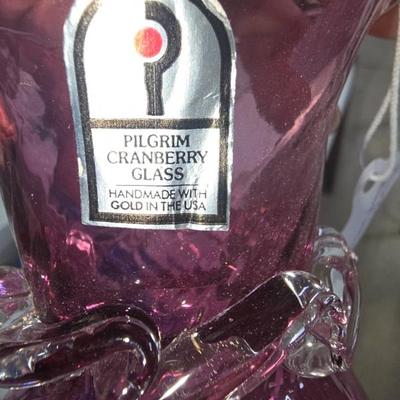 PILGRIM
CRANBERRY
GLASS
HANDMADE WITH
GOLD IN THE USA